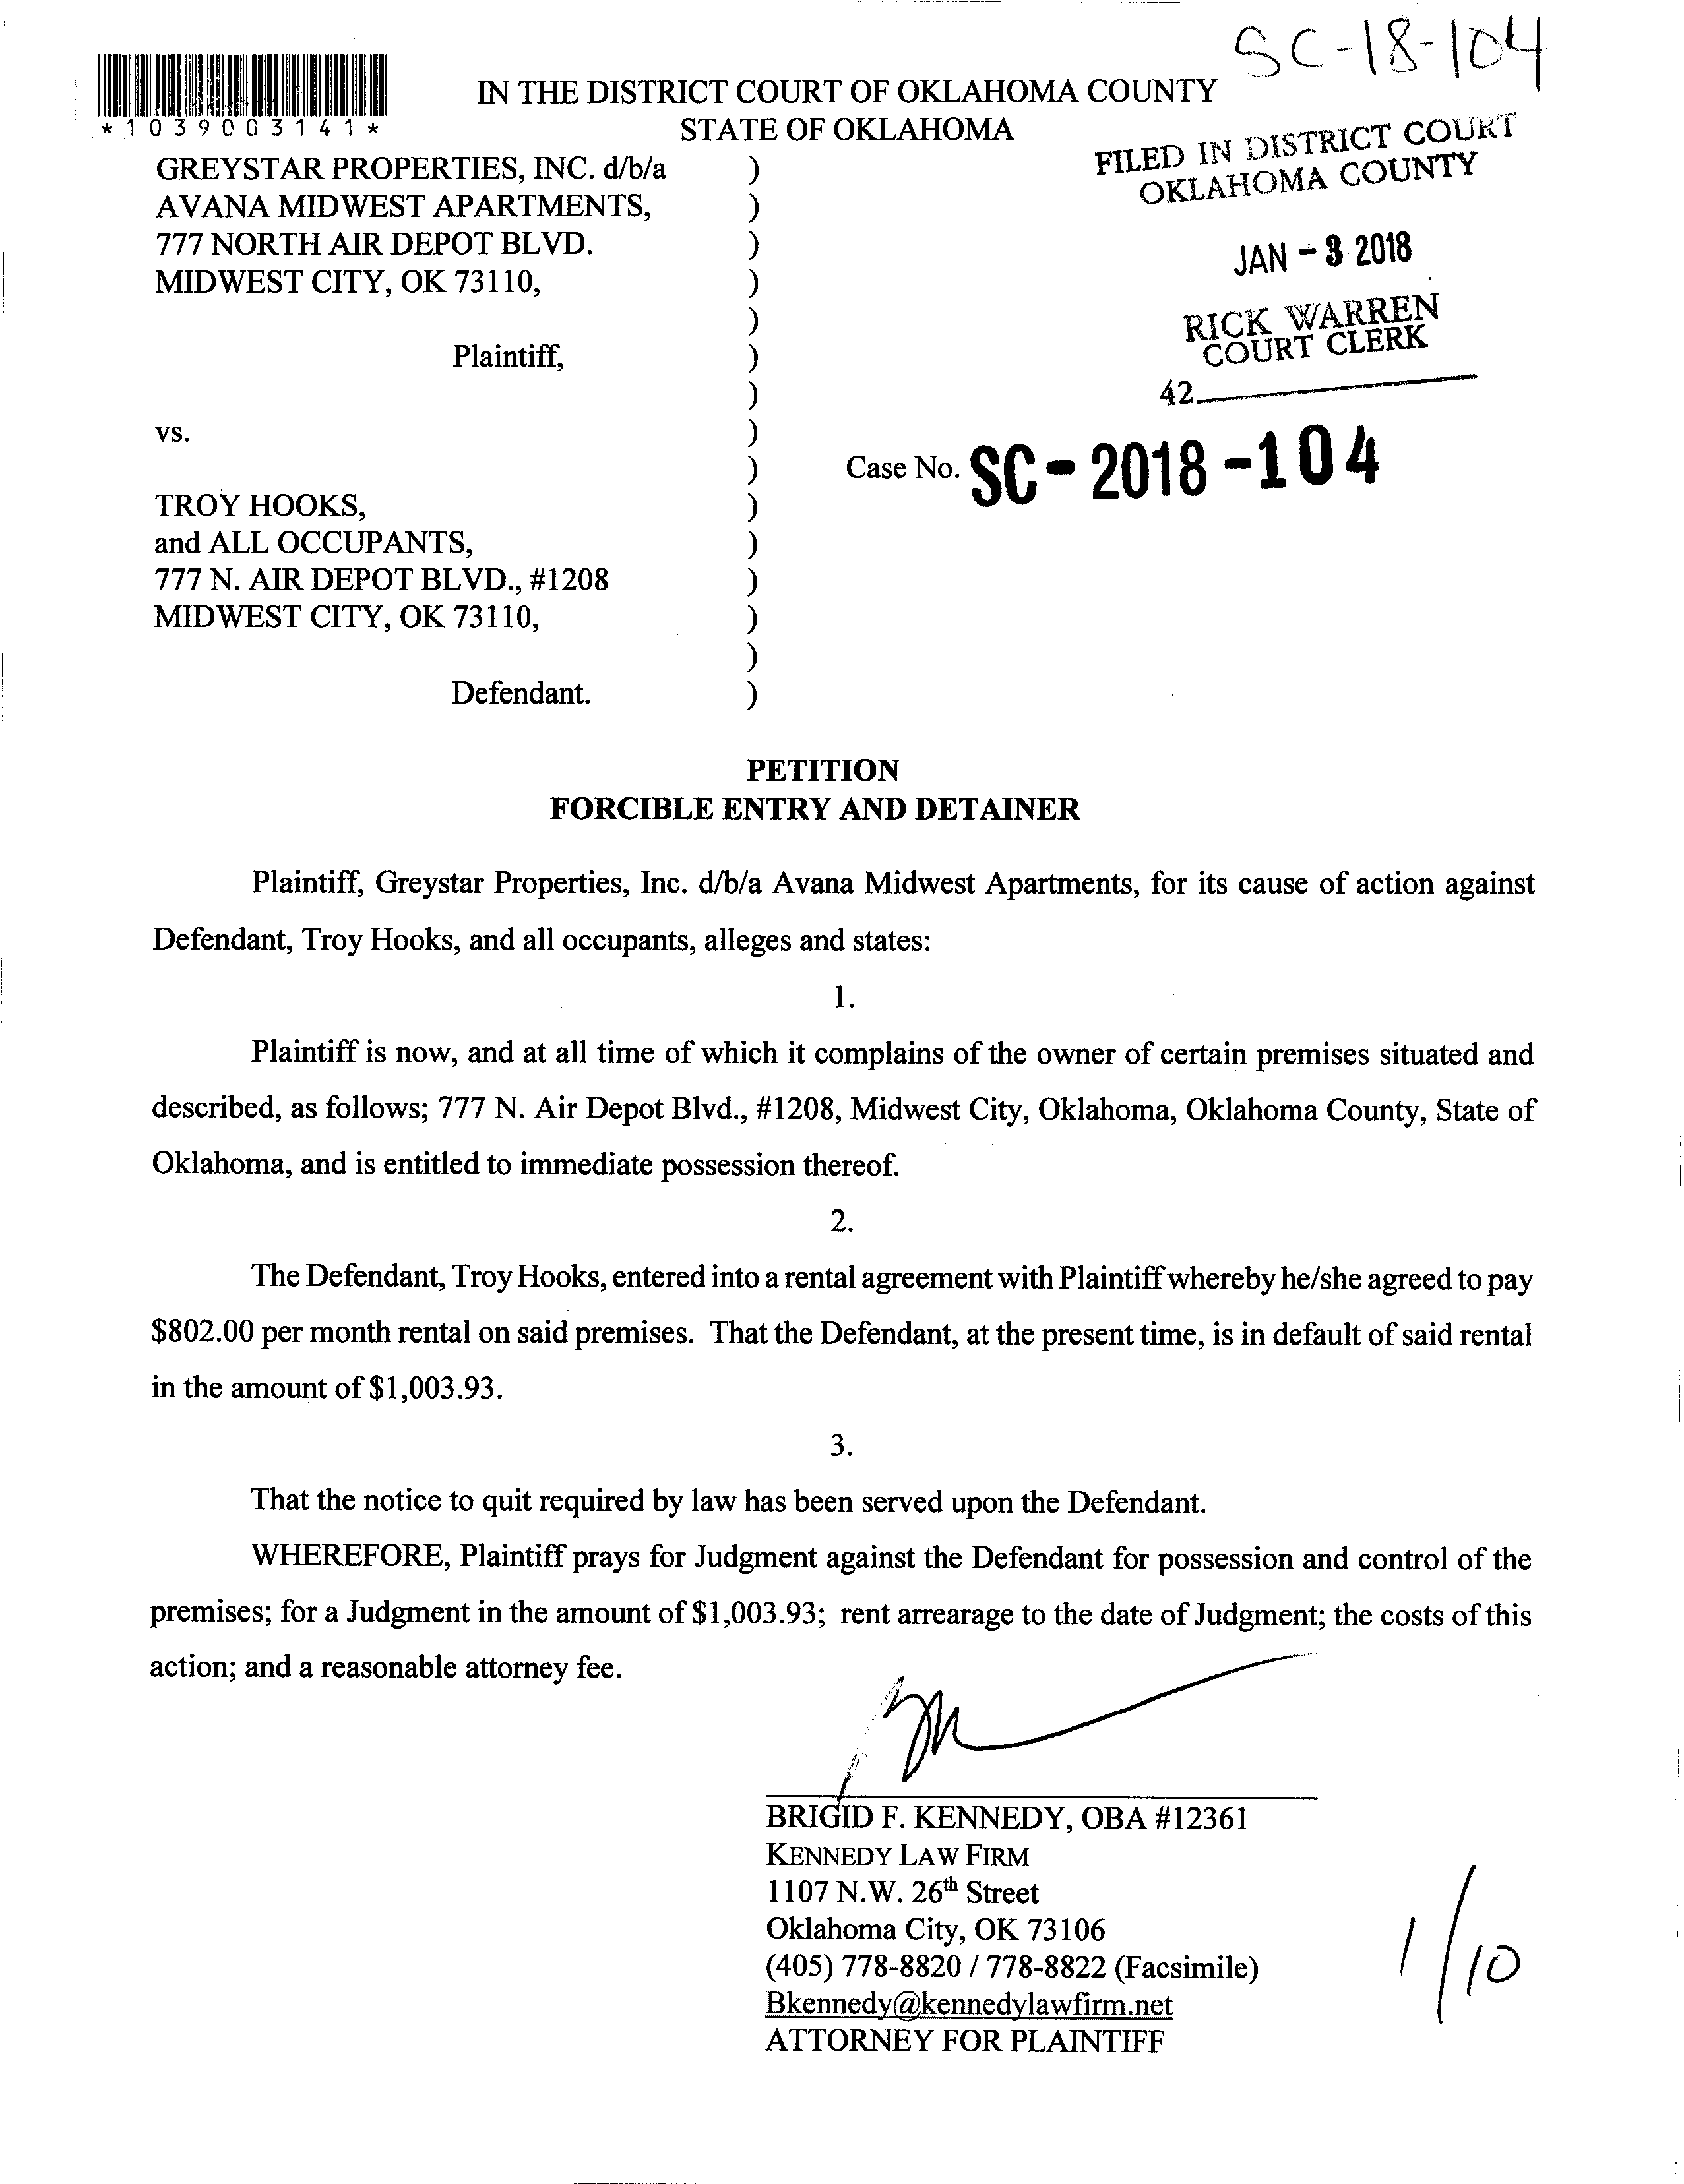 SC-18-104
*1039003141*
IN THE DISTRICT COURT OF OKLAHOMA COUNTY
STATE OF OKLAHOMA
FILED IN DISTRICT COURT
OKLAHOMA COUNTY
JAN - 3 2018
RICK WARREN
COURT CLERK
42
GREYSTAR PROPERTIES, INC. d/b/a )
AVANA MIDWEST APARTMENTS, )
777 NORTH AIR DEPOT BLVD. )
MIDWEST CITY, OK 73110, )
)
Plaintiff, )
)
vs. )
) Case No. SC-2018-104
TROY HOOKS, )
and ALL OCCUPANTS, )
777 N. AIR DEPOT BLVD., #1208 )
MIDWEST CITY, OK 73110, )
)
Defendant. )
PETITION
FORCIBLE ENTRY AND DETAINER
Plaintiff, Greystar Properties, Inc. d/b/a Avana Midwest Apartments, for its cause of action against
Defendant, Troy Hooks, and all occupants, alleges and states:
1.
Plaintiff is now, and at all time of which it complains of the owner of certain premises situated and
described, as follows; 777 N. Air Depot Blvd., #1208, Midwest City, Oklahoma, Oklahoma County, State of
Oklahoma, and is entitled to immediate possession thereof.
2.
The Defendant, Troy Hooks, entered into a rental agreement with Plaintiff whereby he/she agreed to pay
$802.00 per month rental on said premises. That the Defendant, at the present time, is in default of said rental
in the amount of $1,003.93.
3.
That the notice to quit required by law has been served upon the Defendant.
WHEREFORE, Plaintiff prays for Judgment against the Defendant for possession and control of the
premises; for a Judgment in the amount of $1,003.93; rent arrearage to the date of Judgment; the costs of this
action; and a reasonable attorney fee.
BRIGID F. KENNEDY, OBA #12361
KENNEDY LAW FIRM
1107 N.W. 26th Street
Oklahoma City, OK 73106
(405) 778-8820 / 778-8822 (Facsimile)
Bkennedy@kennedylawfirm.net
ATTORNEY FOR PLAINTIFF
1/10